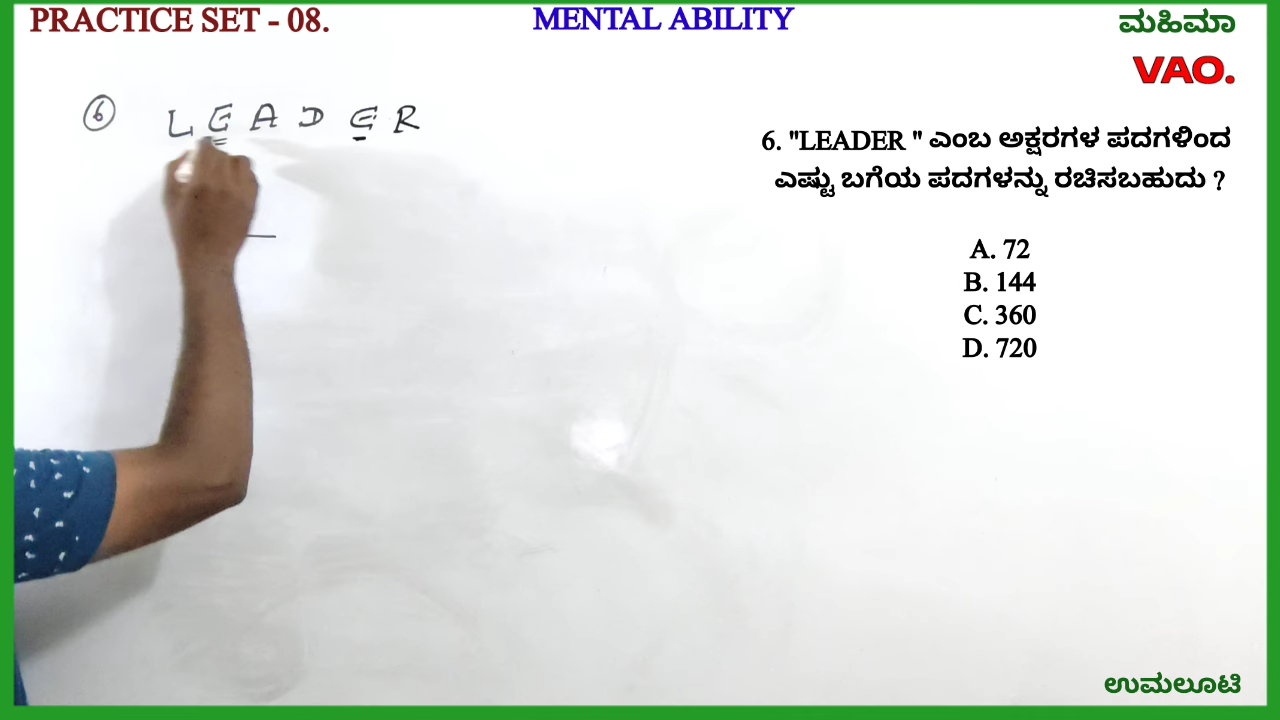 PRACTICE SET - 08.
MENTAL ABILITY
ಮಹಿಮಾ
VAO.
6 L E A D E R
6. "LEADER " ಎಂಬ ಅಕ್ಷರಗಳ ಪದಗಳಿಂದ
ಎಷ್ಟು ಬಗೆಯ ಪದಗಳನ್ನು ರಚಿಸಬಹುದು ?
A. 72
B. 144
C. 360
D. 720
ಉಮಲೂಟಿ